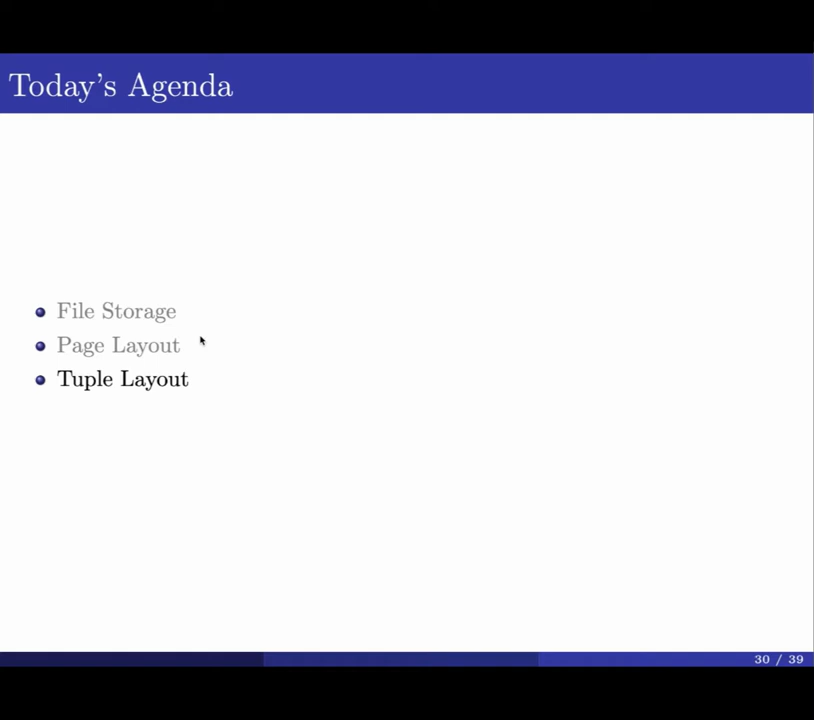 Today's Agenda
File Storage
Page Layout
Tuple Layout
30 / 39